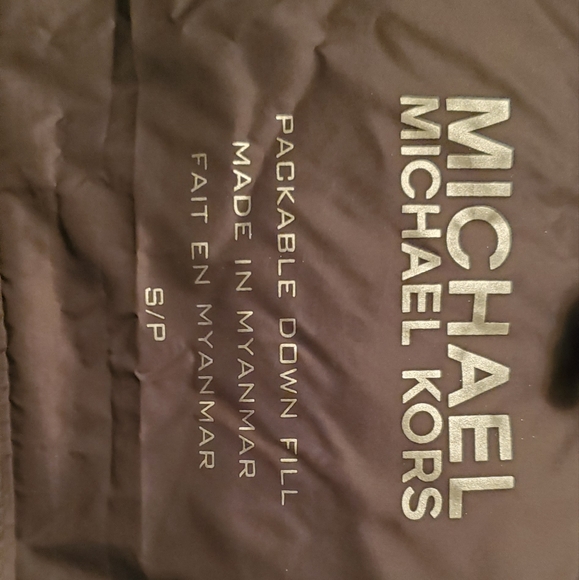 MICHAEL
MICHAEL KORS
PACKABLE DOWN FILL
MADE IN MYANMAR
FAIT EN MYANMAR
S/P